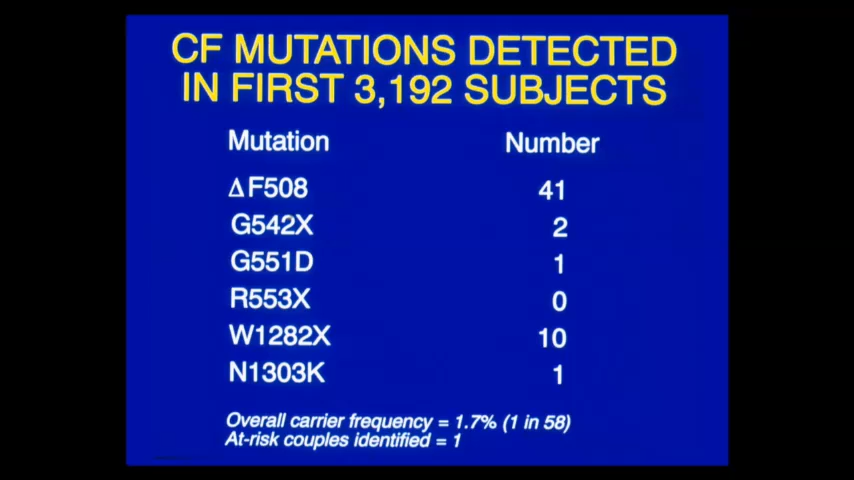 CF MUTATIONS DETECTED
IN FIRST 3,192 SUBJECTS
Mutation Number
ΔF508 41
G542X 2
G551D 1
R553X 0
W1282X 10
N1303K 1
Overall carrier frequency = 1.7% (1 in 58)
At-risk couples identified = 1